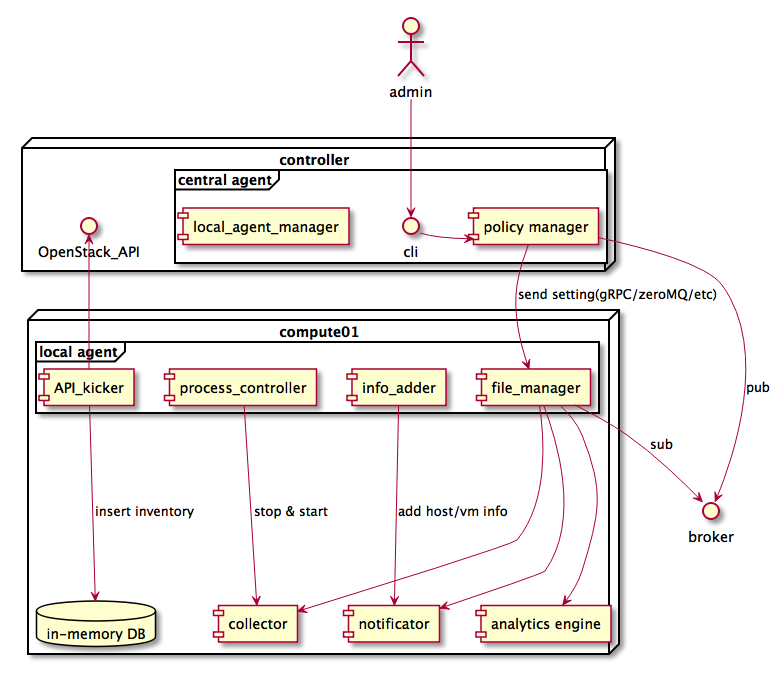 admin
controller
central agent
local_agent_manager
policy manager
OpenStack_API
cli
send setting(gRPC/zeroMQ/etc)
compute01
local agent
API_kicker
process_controller
info_adder
file_manager
pub
sub
insert inventory
stop & start
add host/vm info
broker
in-memory DB
collector
notificator
analytics engine